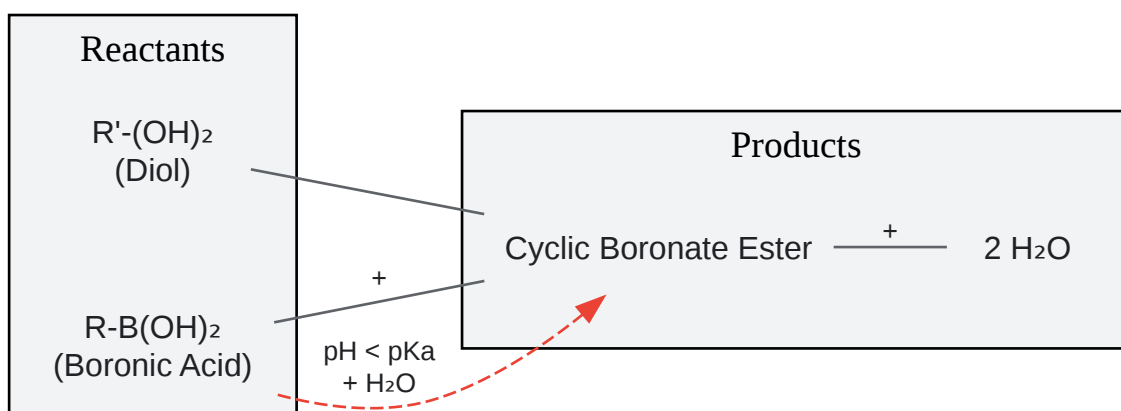 Reactants
R'-(OH)₂
(Diol)
R-B(OH)₂
(Boronic Acid)
+
pH < pKa
+ H₂O
Products
Cyclic Boronate Ester
+
2 H₂O